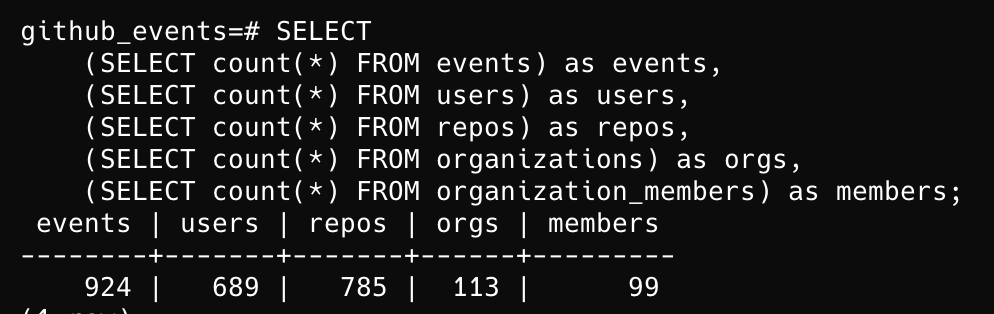 github_events=# SELECT
    (SELECT count(*) FROM events) as events,
    (SELECT count(*) FROM users) as users,
    (SELECT count(*) FROM repos) as repos,
    (SELECT count(*) FROM organizations) as orgs,
    (SELECT count(*) FROM organization_members) as members;
 events | users | repos | orgs | members
--------+-------+-------+------+---------
    924 |   689 |   785 |  113 |      99